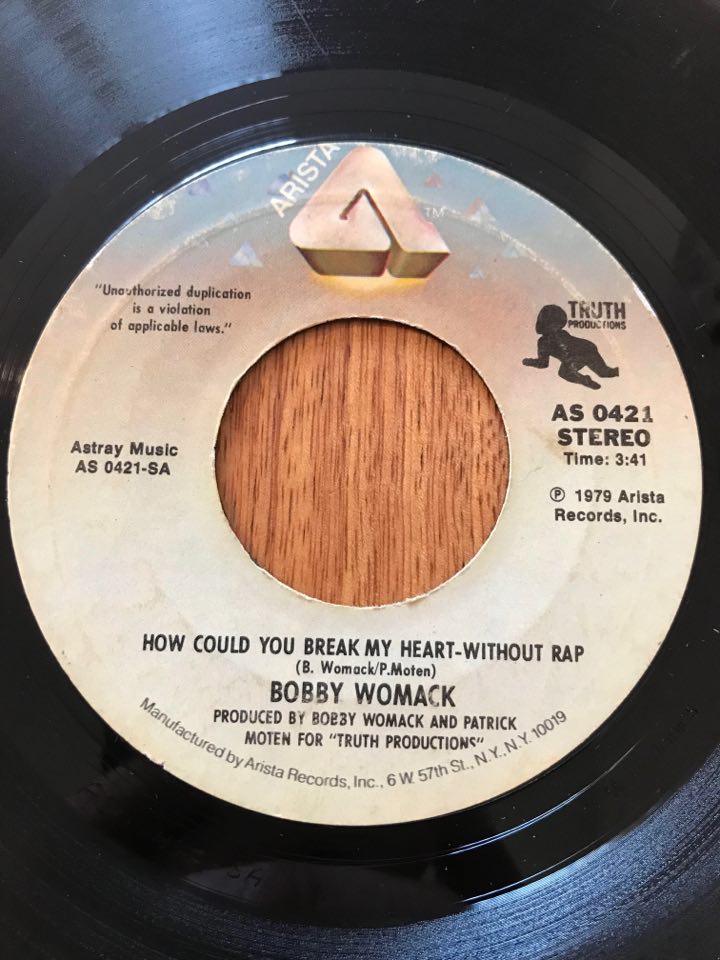 ARISTA
TM
"Unauthorized duplication
is a violation
of applicable laws."
TRUTH
PRODUCTIONS
AS 0421
STEREO
Time: 3:41
Astray Music
AS 0421-SA
℗ 1979 Arista
Records, Inc.
HOW COULD YOU BREAK MY HEART-WITHOUT RAP
(B. Womack/P.Moten)
BOBBY WOMACK
PRODUCED BY BOBBY WOMACK AND PATRICK
MOTEN FOR "TRUTH PRODUCTIONS"
Manufactured by Arista Records, Inc., 6 W. 57th St., N.Y., N.Y. 10019